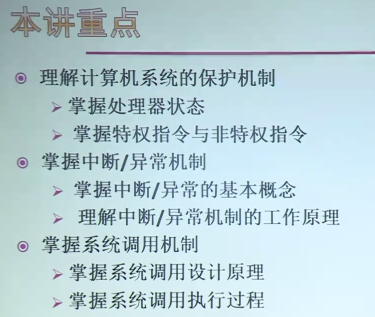 本讲重点
理解计算机系统的保护机制
掌握处理器状态
掌握特权指令与非特权指令
掌握中断/异常机制
掌握中断/异常的基本概念
理解中断/异常机制的工作原理
掌握系统调用机制
掌握系统调用设计原理
掌握系统调用执行过程